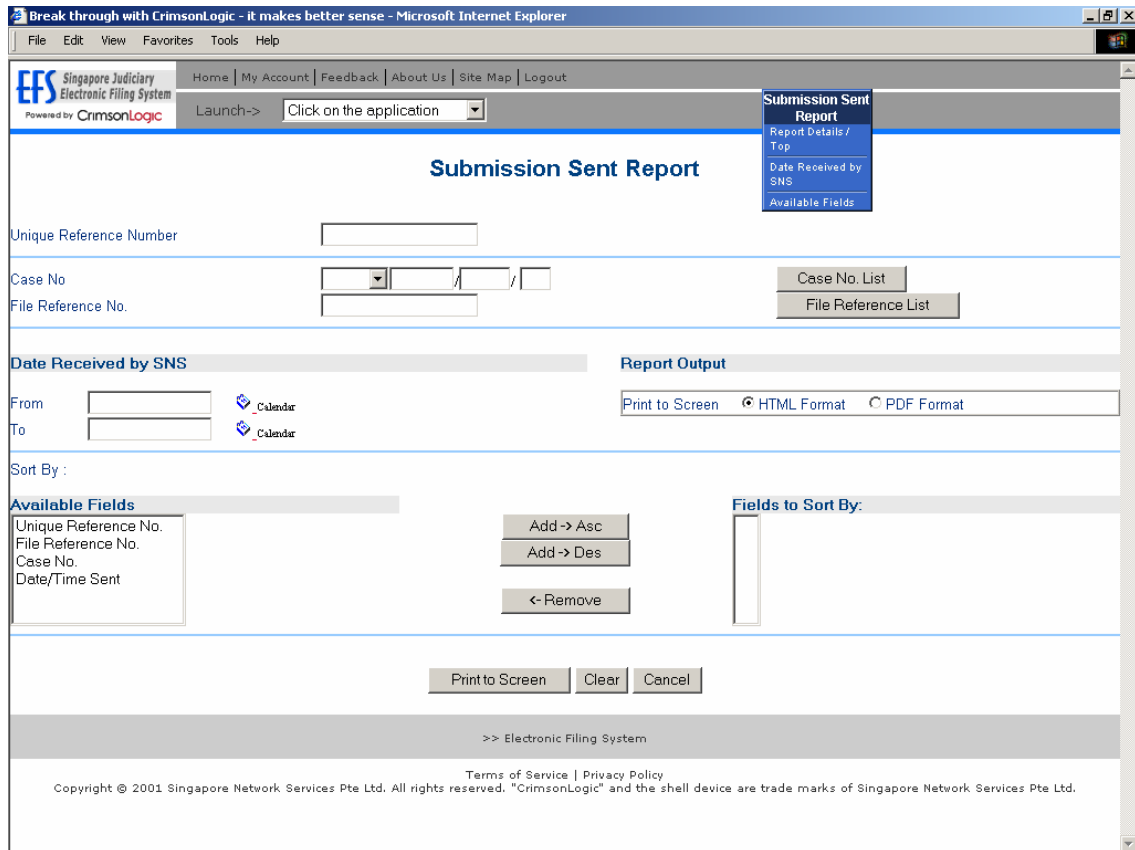 Break through with CrimsonLogic - it makes better sense - Microsoft Internet Explorer
File Edit View Favorites Tools Help
EFS Singapore Judiciary
Electronic Filing System
Powered by CrimsonLogic
Home | My Account | Feedback | About Us | Site Map | Logout
Launch-> Click on the application
Submission Sent
Report
Report Details /
Top
Date Received by
SNS
Available Fields
Submission Sent Report
Unique Reference Number
Case No / / Case No. List
File Reference No. File Reference List
Date Received by SNS Report Output
From Calendar Print to Screen HTML Format PDF Format
To Calendar
Sort By :
Available Fields Fields to Sort By:
Unique Reference No.
File Reference No.
Case No.
Date/Time Sent
Add -> Asc
Add -> Des
<- Remove
Print to Screen Clear Cancel
>> Electronic Filing System
Terms of Service | Privacy Policy
Copyright © 2001 Singapore Network Services Pte Ltd. All rights reserved. "CrimsonLogic" and the shell device are trade marks of Singapore Network Services Pte Ltd.